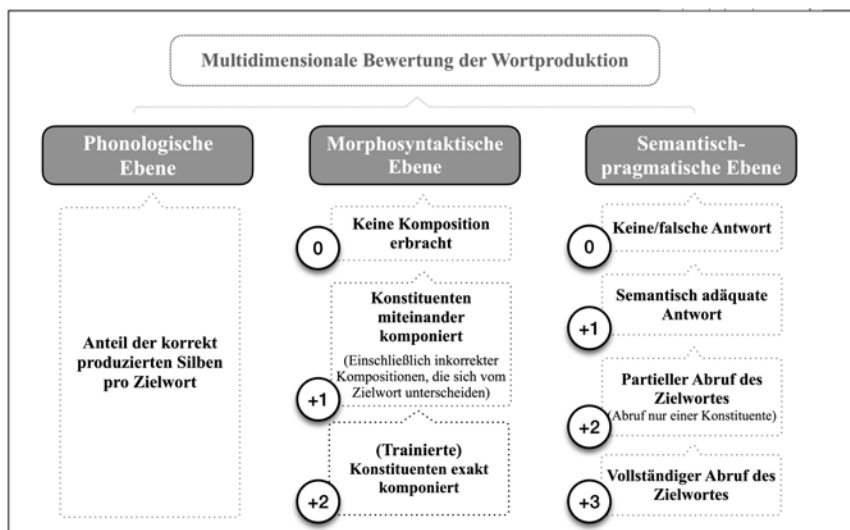 Multidimensionale Bewertung der Wortproduktion
Phonologische
Ebene
Anteil der korrekt
produzierten Silben
pro Zielwort
Morphosyntaktische
Ebene
Keine Komposition
erbracht
0
Konstituenten
miteinander
komponiert
(Einschließlich inkorrekter
Kompositionen, die sich vom
Zielwort unterscheiden)
+1
(Trainierte)
Konstituenten exakt
komponiert
+2
Semantisch-
pragmatische Ebene
Keine/falsche Antwort
0
Semantisch adäquate
Antwort
+1
Partieller Abruf des
Zielwortes
(Abruf nur einer Konstituente)
+2
Vollständiger Abruf des
Zielwortes
+3